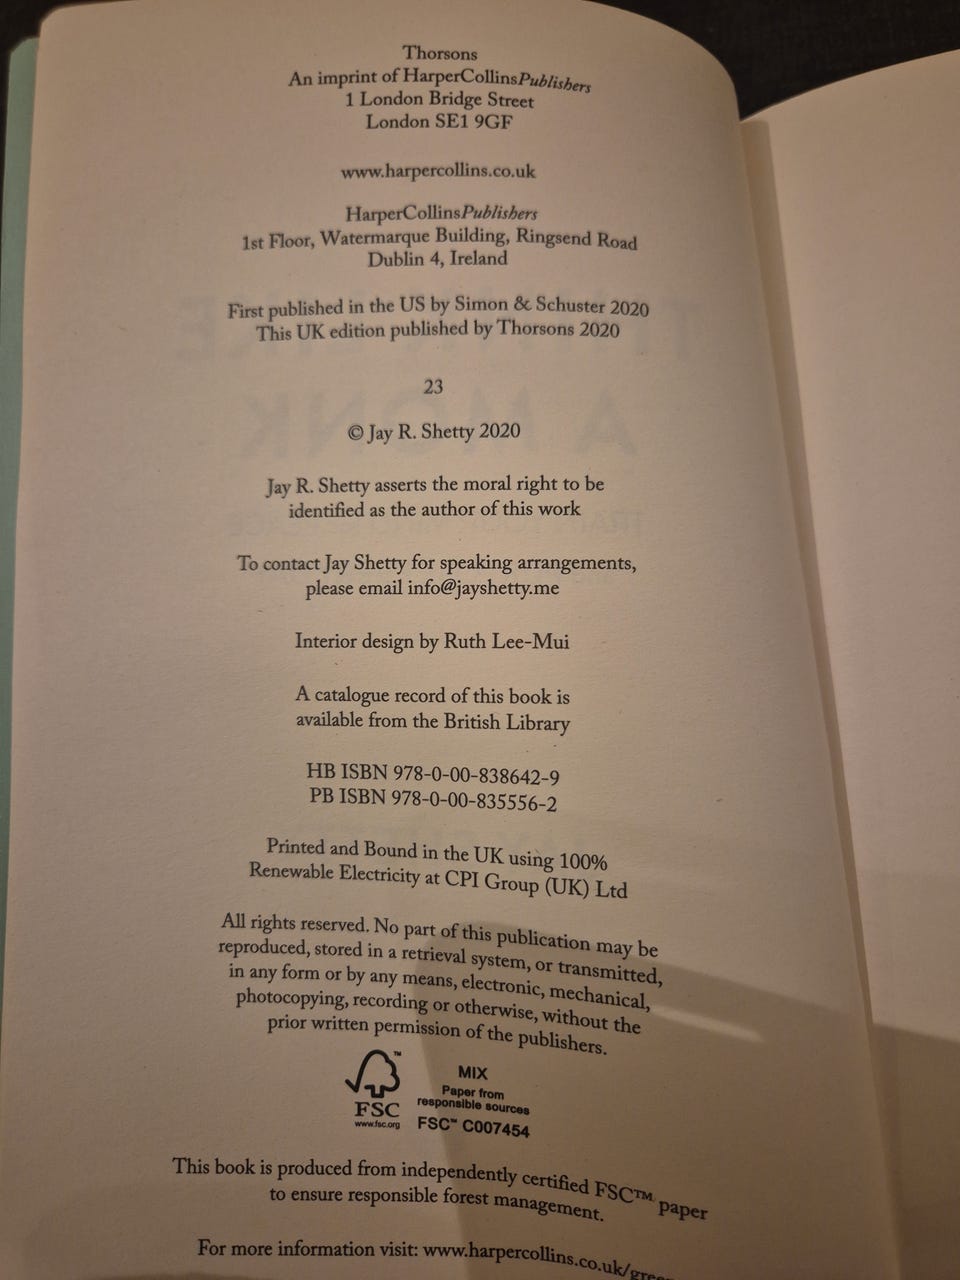 Thorsons
An imprint of HarperCollinsPublishers
1 London Bridge Street
London SE1 9GF
www.harpercollins.co.uk
HarperCollinsPublishers
1st Floor, Watermarque Building, Ringsend Road
Dublin 4, Ireland
First published in the US by Simon & Schuster 2020
This UK edition published by Thorsons 2020
23
© Jay R. Shetty 2020
Jay R. Shetty asserts the moral right to be
identified as the author of this work
To contact Jay Shetty for speaking arrangements,
please email info@jayshetty.me
Interior design by Ruth Lee-Mui
A catalogue record of this book is
available from the British Library
HB ISBN 978-0-00-838642-9
PB ISBN 978-0-00-835556-2
Printed and Bound in the UK using 100%
Renewable Electricity at CPI Group (UK) Ltd
All rights reserved. No part of this publication may be
reproduced, stored in a retrieval system, or transmitted,
in any form or by any means, electronic, mechanical,
photocopying, recording or otherwise, without the
prior written permission of the publishers.
™
FSC
www.fsc.org
MIX
Paper from
responsible sources
FSC™ C007454
This book is produced from independently certified FSC™ paper
to ensure responsible forest management.
For more information visit: www.harpercollins.co.uk/gree